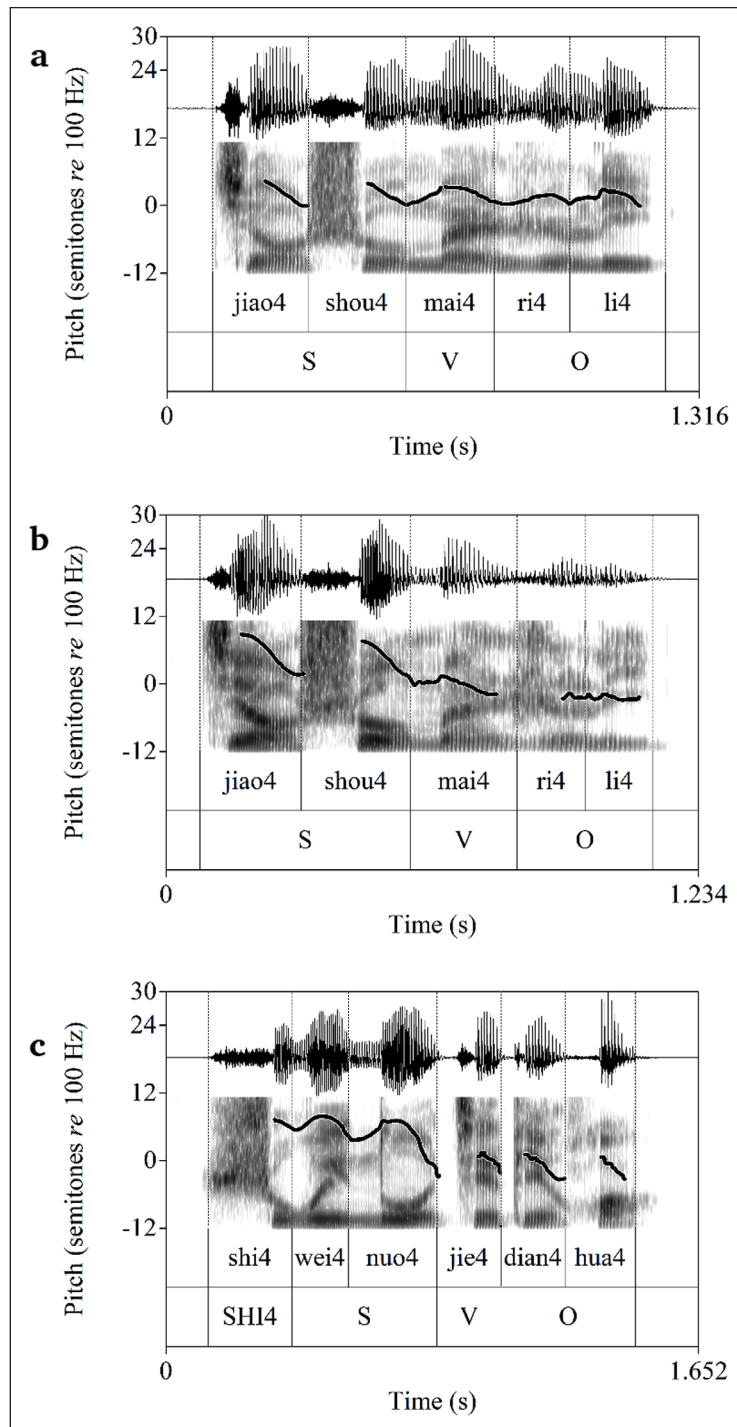 a
Pitch (semitones re 100 Hz)
30
24
12
0
-12
jiao4 shou4 mai4 ri4 li4
S V O
0 1.316
Time (s)
b
Pitch (semitones re 100 Hz)
30
24
12
0
-12
jiao4 shou4 mai4 ri4 li4
S V O
0 1.234
Time (s)
c
Pitch (semitones re 100 Hz)
30
24
12
0
-12
shi4 wei4 nuo4 jie4 dian4 hua4
SHI4 S V O
0 1.652
Time (s)